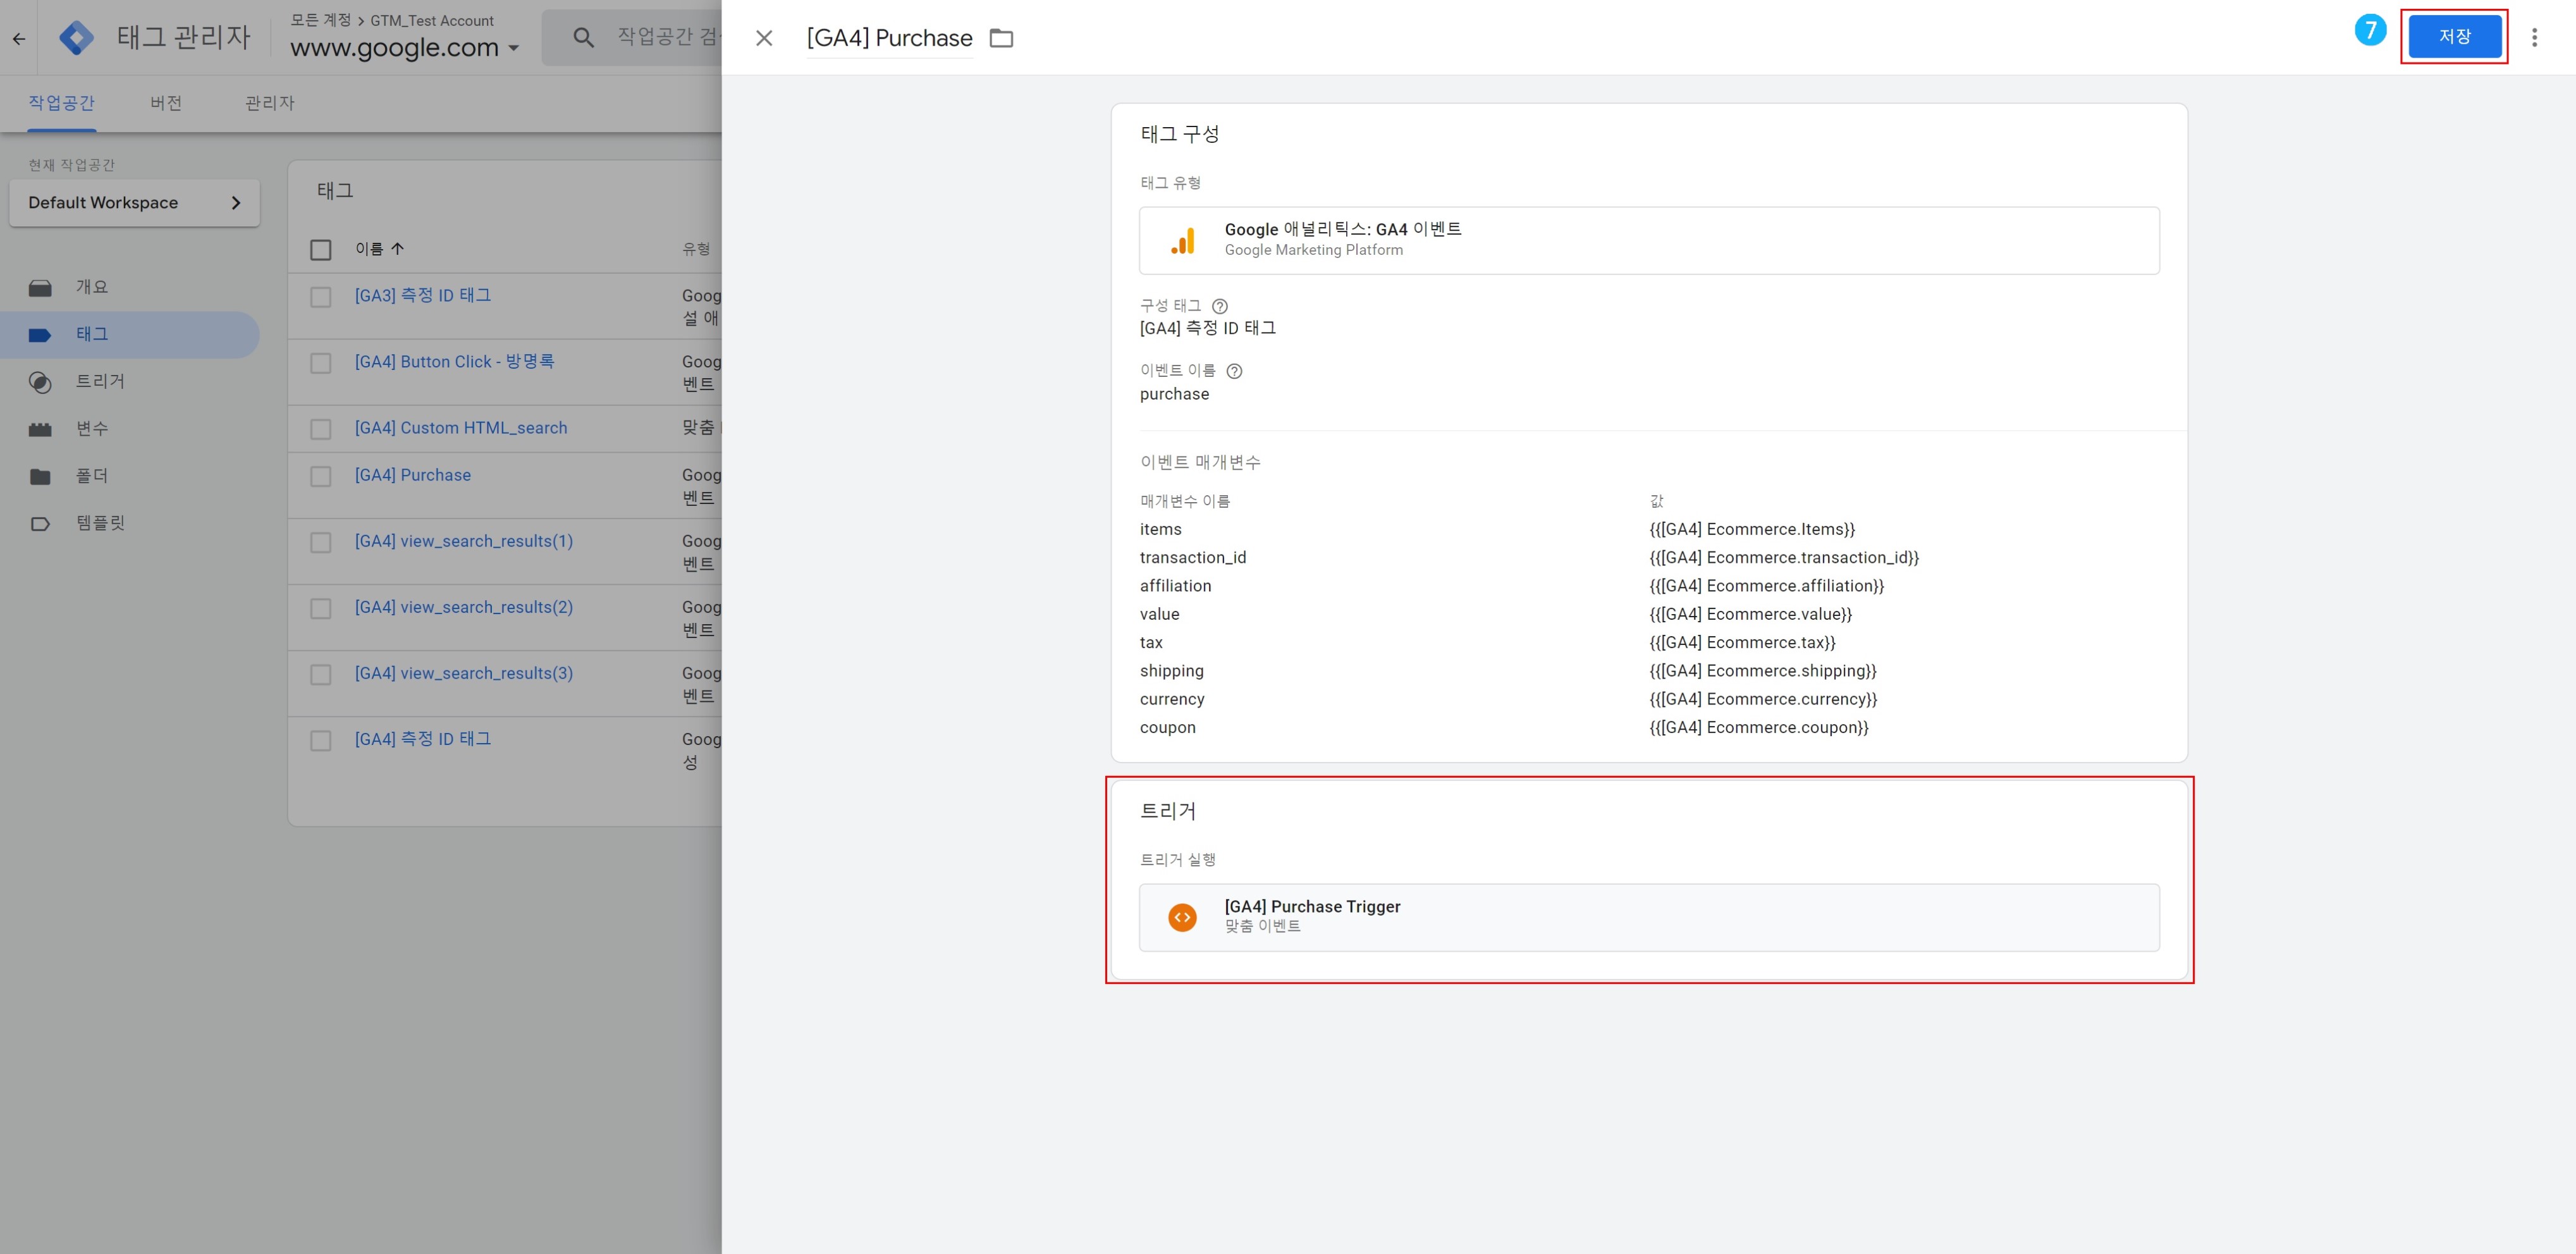 모든 계정 > GTM_Test Account
태그 관리자
www.google.com
작업공간 검
[GA4] Purchase
7
저장
작업공간
버전
관리자
현재 작업공간
Default Workspace
개요
태그
트리거
변수
폴더
템플릿
태그
이름
유형
[GA3] 측정 ID 태그
Goog
설 애
[GA4] Button Click - 방명록
Goog
벤트
[GA4] Custom HTML_search
맞춤
[GA4] Purchase
Goog
벤트
[GA4] view_search_results(1)
Goog
벤트
[GA4] view_search_results(2)
Goog
벤트
[GA4] view_search_results(3)
Goog
벤트
[GA4] 측정 ID 태그
Goog
성
태그 구성
태그 유형
Google 애널리틱스: GA4 이벤트
Google Marketing Platform
구성 태그
[GA4] 측정 ID 태그
이벤트 이름
purchase
이벤트 매개변수
매개변수 이름 값
items {{[GA4] Ecommerce.Items}}
transaction_id {{[GA4] Ecommerce.transaction_id}}
affiliation {{[GA4] Ecommerce.affiliation}}
value {{[GA4] Ecommerce.value}}
tax {{[GA4] Ecommerce.tax}}
shipping {{[GA4] Ecommerce.shipping}}
currency {{[GA4] Ecommerce.currency}}
coupon {{[GA4] Ecommerce.coupon}}
트리거
트리거 실행
[GA4] Purchase Trigger
맞춤 이벤트